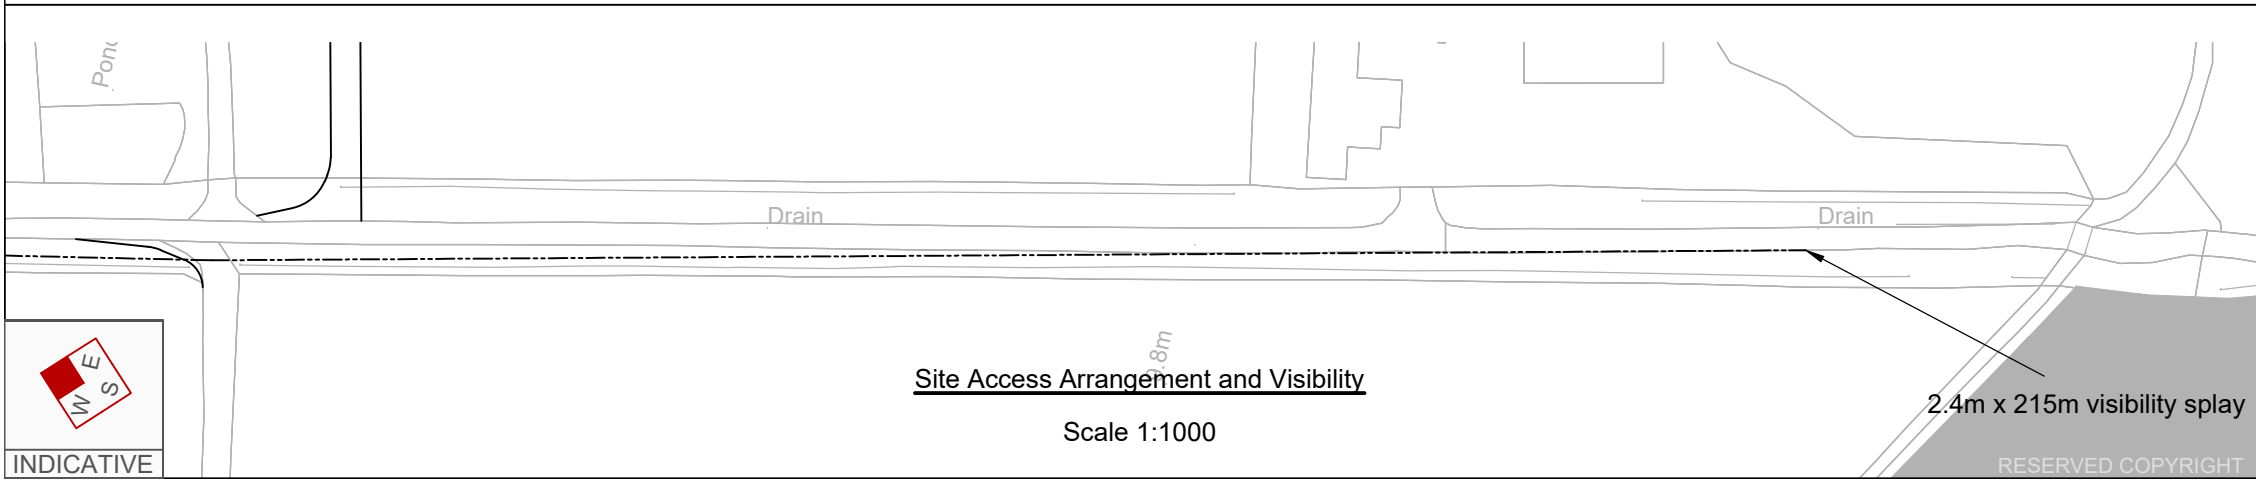 Drain
Drain
E
S
W
INDICATIVE
Site Access Arrangement and Visibility
Scale 1:1000
2.4m x 215m visibility splay
RESERVED COPYRIGHT